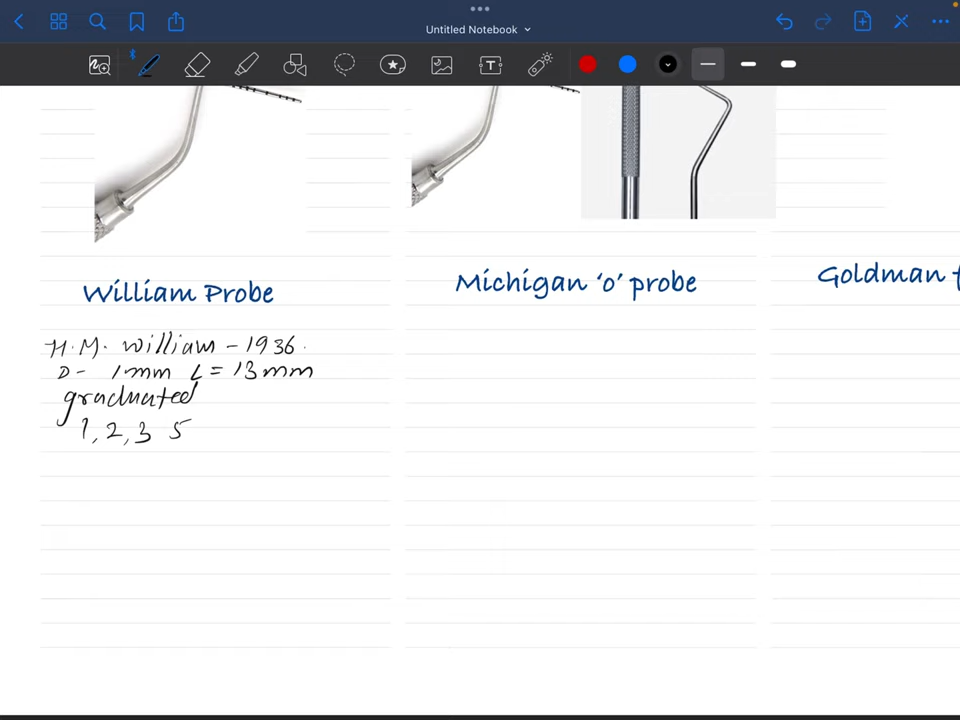 Untitled Notebook
William Probe
H.M. william - 1936.
D - 1mm L = 13mm
graduated
1, 2, 3 5
Michigan 'o' probe
Goldman